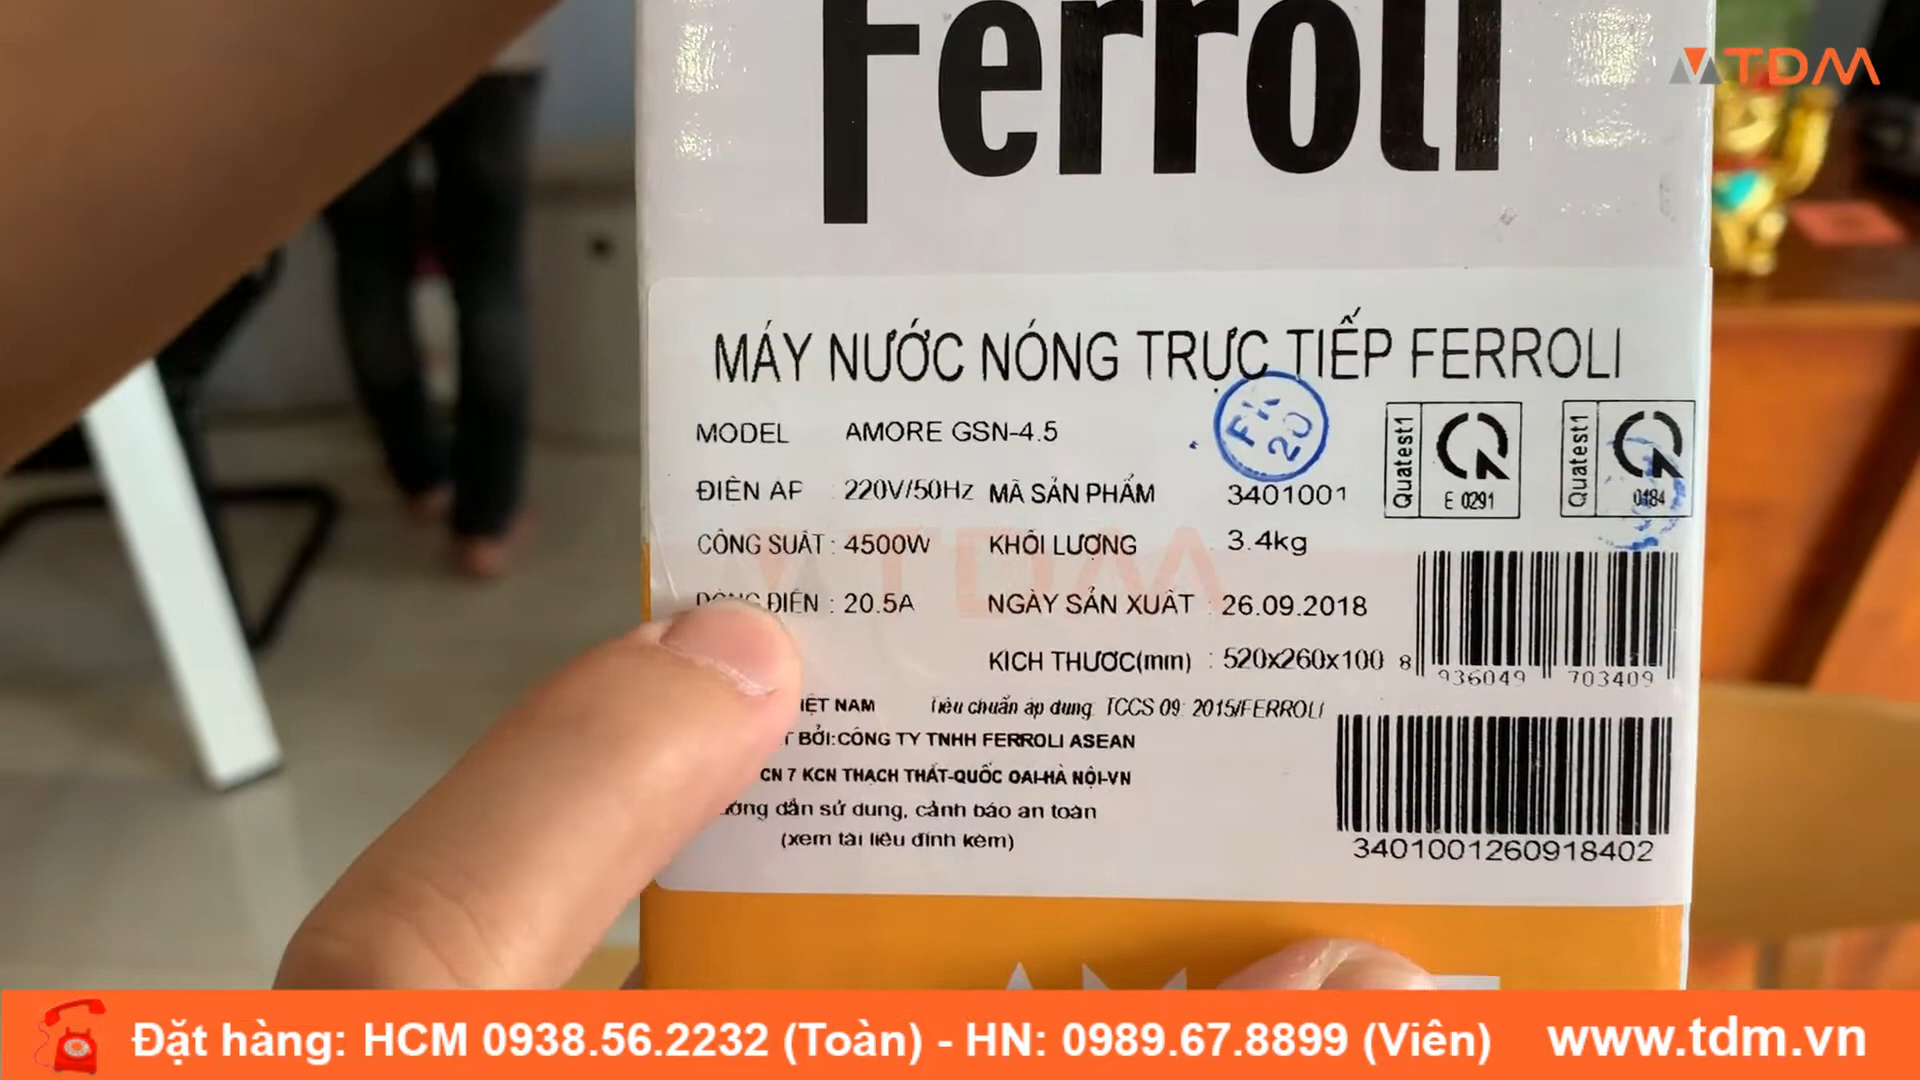 Ferroli
TDM
MÁY NƯỚC NÓNG TRỰC TIẾP FERROLI
MODEL AMORE GSN-4.5
FK 20
Quatest1 E 0291
Quatest1 0484
ĐIỆN ÁP : 220V/50Hz MÃ SẢN PHẨM 3401001
CÔNG SUẤT : 4500W KHỐI LƯỢNG : 3.4kg
DÒNG ĐIỆN : 20.5A NGÀY SẢN XUẤT : 26.09.2018
KÍCH THƯỚC(mm) : 520x260x100
8 936049 703409
VIỆT NAM Tiêu chuẩn áp dụng: TCCS 09: 2015/FERROLI
BỞI:CÔNG TY TNHH FERROLI ASEAN
CN 7 KCN THẠCH THẤT-QUỐC OAI-HÀ NỘI-VN
dẫn sử dụng, cảnh báo an toàn
(xem tài liệu đính kèm)
3401001260918402
TDM
Đặt hàng: HCM 0938.56.2232 (Toàn) - HN: 0989.67.8899 (Viên) www.tdm.vn